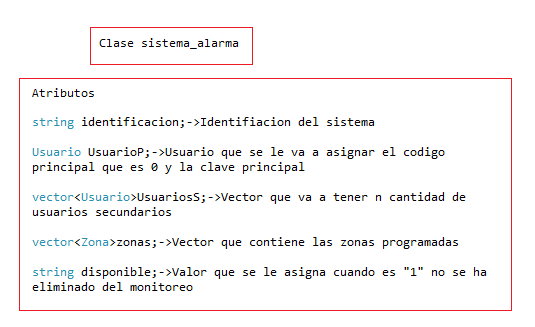 Clase sistema_alarma
Atributos
string identificacion;->Identifiacion del sistema
Usuario UsuarioP;->Usuario que se le va a asignar el codigo
principal que es 0 y la clave principal
vector<Usuario>UsuariosS;->Vector que va a tener n cantidad de
usuarios secundarios
vector<Zona>zonas;->Vector que contiene las zonas programadas
string disponible;->Valor que se le asigna cuando es "1" no se ha
eliminado del monitoreo